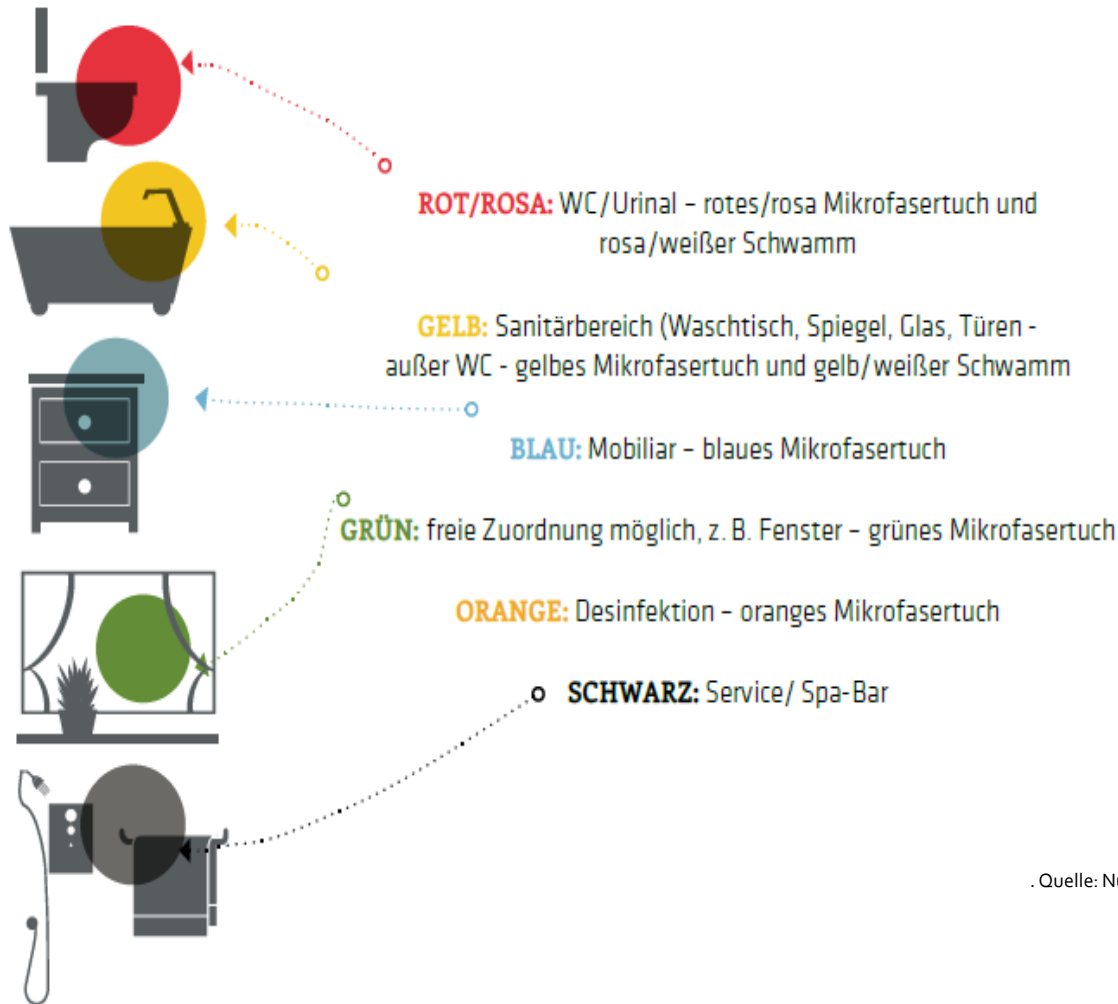 ROT/ROSA: WC/Urinal – rotes/rosa Mikrofasertuch und
rosa/weißer Schwamm
GELB: Sanitärbereich (Waschtisch, Spiegel, Glas, Türen -
außer WC - gelbes Mikrofasertuch und gelb/weißer Schwamm
BLAU: Mobiliar – blaues Mikrofasertuch
GRÜN: freie Zuordnung möglich, z. B. Fenster – grünes Mikrofasertuch
ORANGE: Desinfektion – oranges Mikrofasertuch
SCHWARZ: Service/ Spa-Bar
. Quelle: